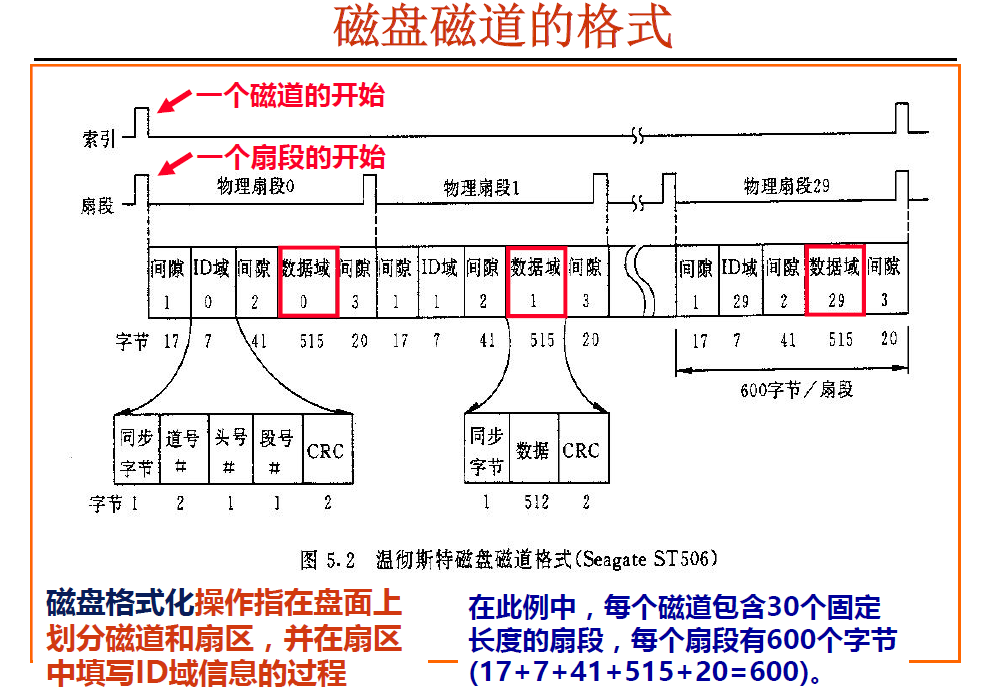 磁盘磁道的格式
一个磁道的开始
索引
一个扇段的开始
物理扇段0 物理扇段1 物理扇段29
扇段
间隙 ID域 间隙 数据域 间隙 间隙 ID域 间隙 数据域 间隙 间隙 ID域 间隙 数据域 间隙
1 0 2 0 3 1 1 2 1 3 1 29 2 29 3
字节 17 7 41 515 20 17 7 41 515 20 17 7 41 515 20
600字节/扇段
同步 道号 头号 段号 CRC 同步 数据 CRC
字节 # # # 字节
字节 1 2 1 1 2 1 512 2
图 5.2 温彻斯特磁盘磁道格式(Seagate ST506)
磁盘格式化操作指在盘面上
划分磁道和扇区，并在扇区
中填写ID域信息的过程
在此例中，每个磁道包含30个固定
长度的扇段，每个扇段有600个字节
(17+7+41+515+20=600)。